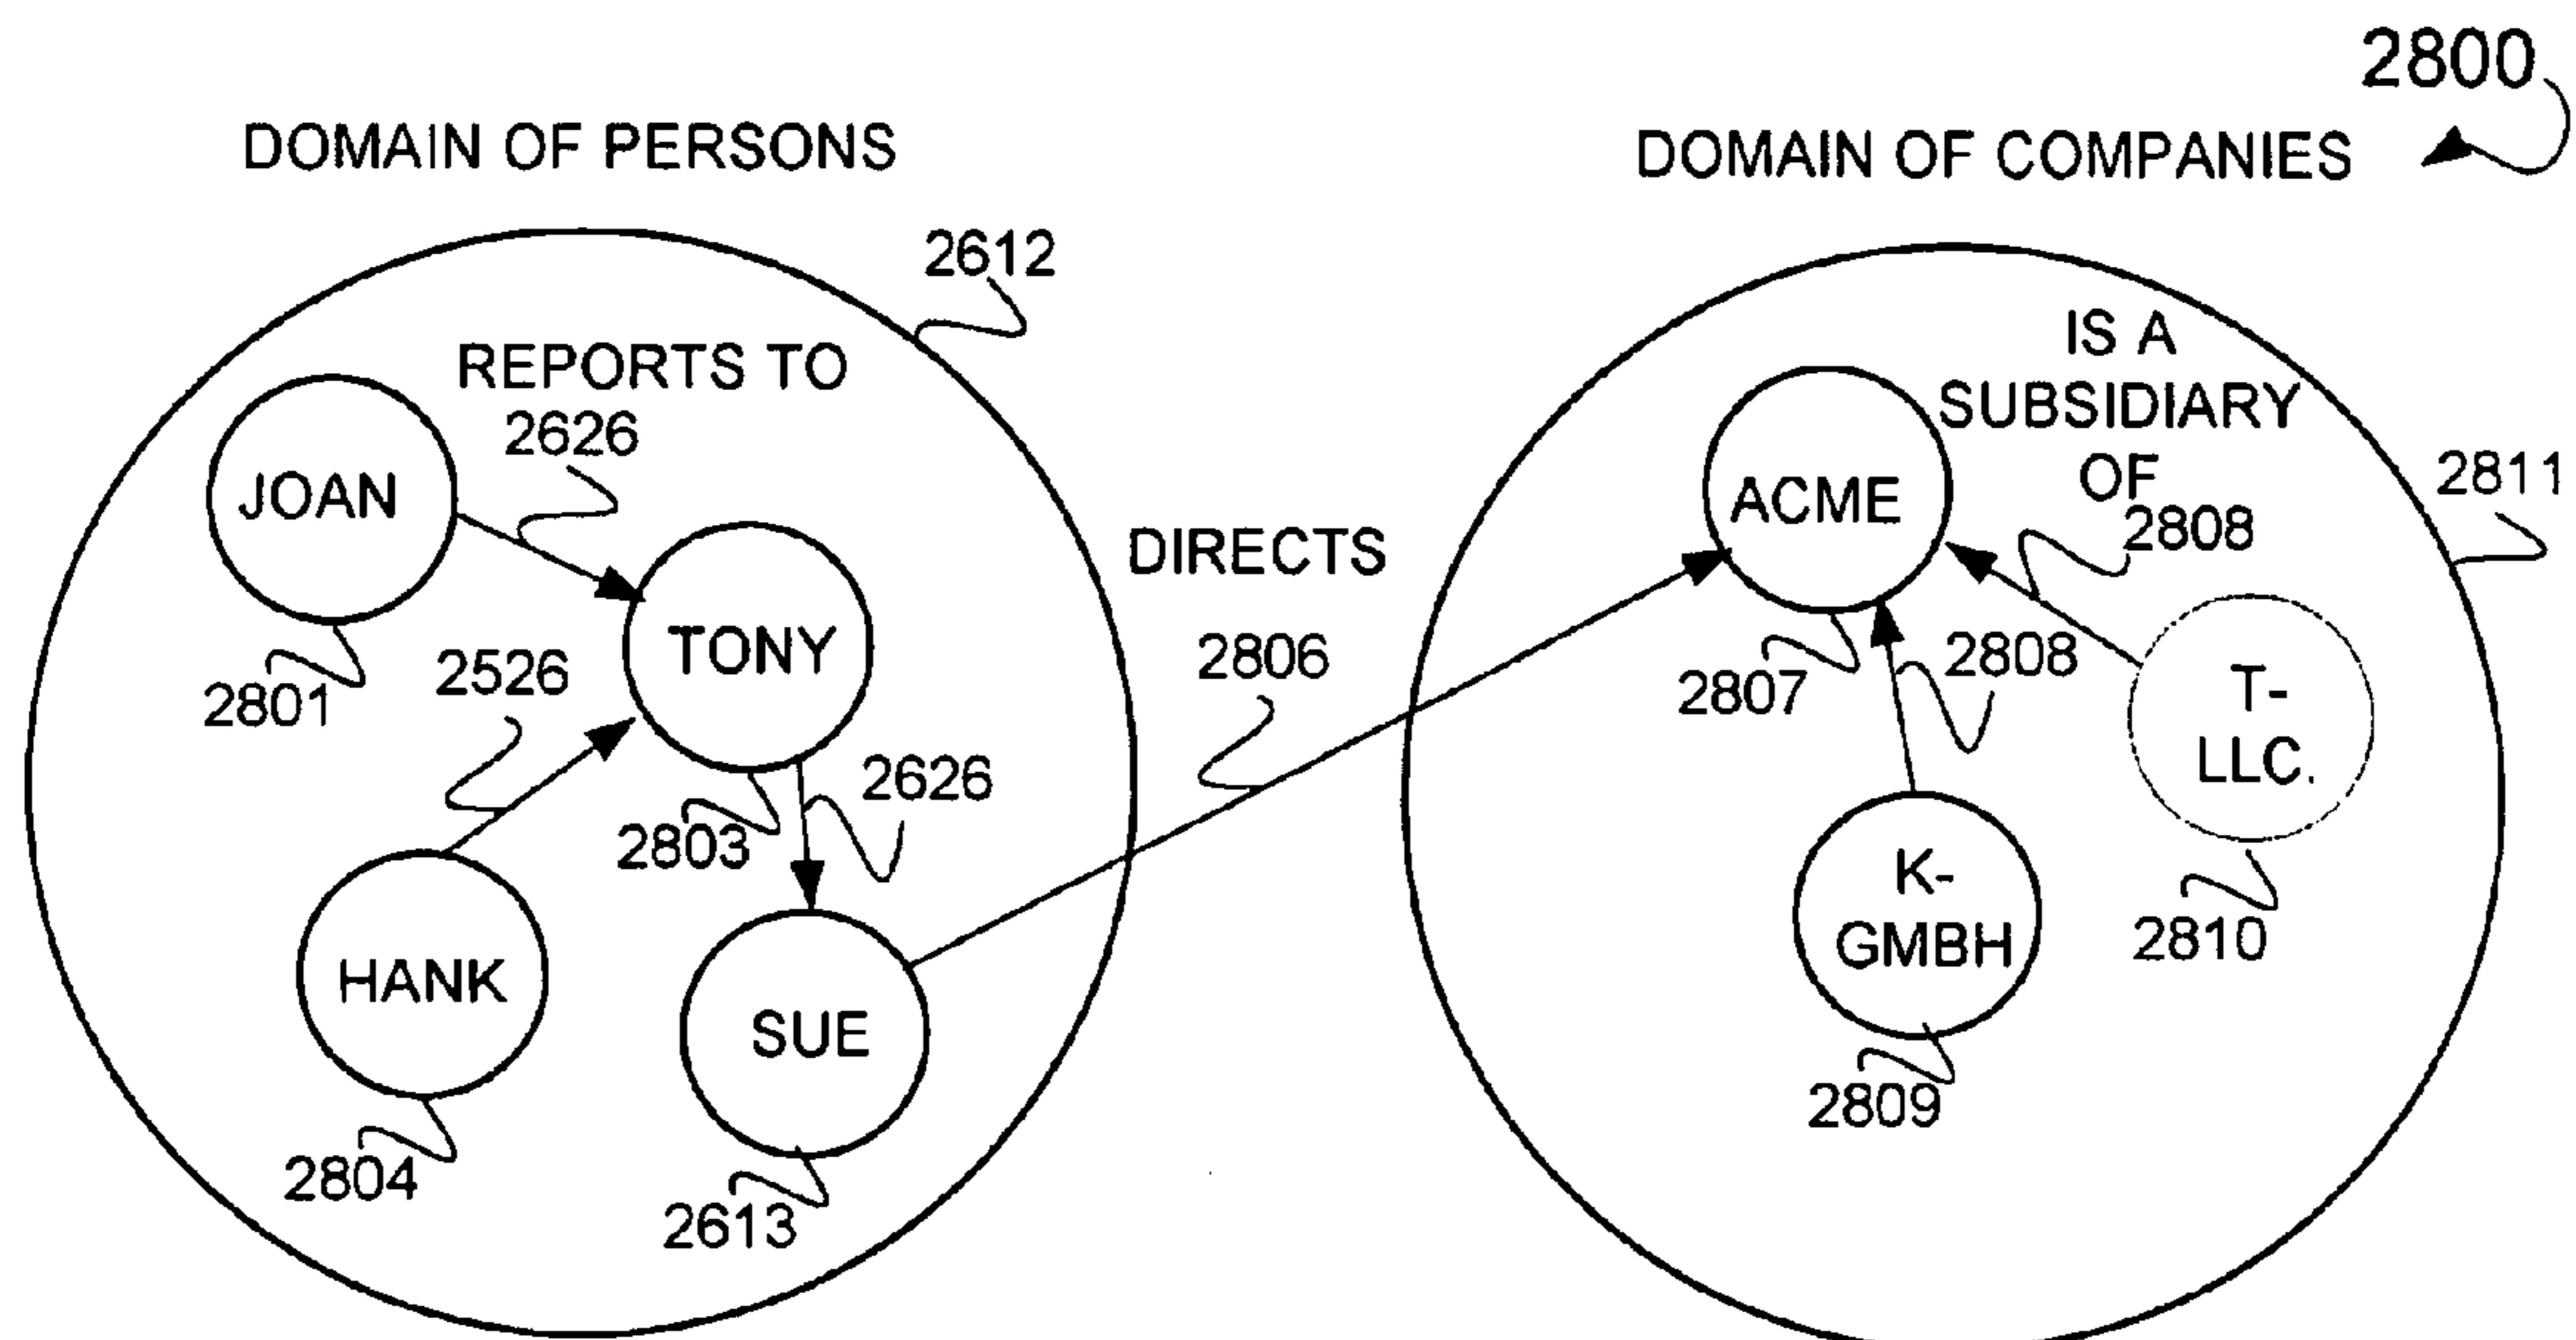 2800
DOMAIN OF PERSONS
DOMAIN OF COMPANIES
2612
REPORTS TO
2626
JOAN
2801
TONY
2526
2803
2626
HANK
2804
SUE
2613
DIRECTS
2806
IS A
SUBSIDIARY
OF
2808
2811
ACME
2807
2808
T-
LLC.
2810
K-
GMBH
2809